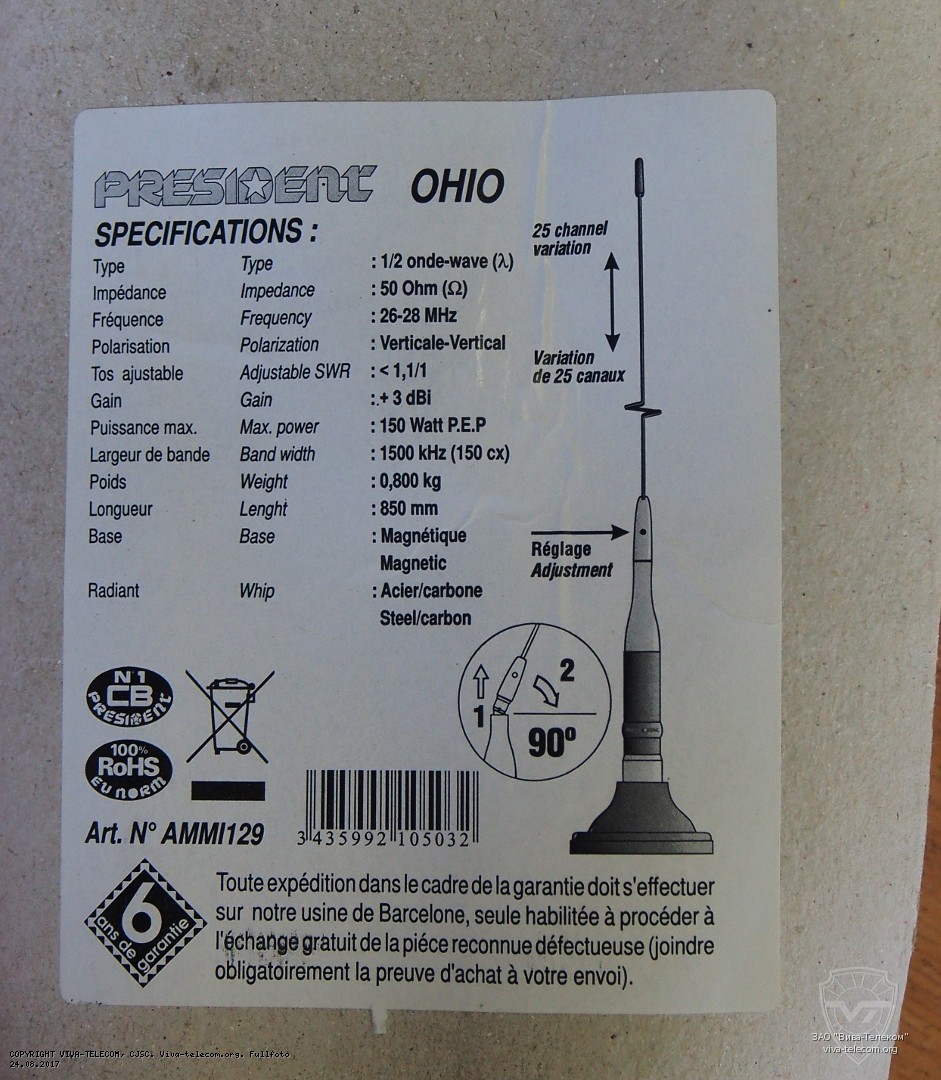 PRESIDENT OHIO
SPECIFICATIONS :
Type Type : 1/2 onde-wave (λ)
Impédance Impedance : 50 Ohm (Ω)
Fréquence Frequency : 26-28 MHz
Polarisation Polarization : Verticale-Vertical
Tos ajustable Adjustable SWR : < 1,1/1
Gain Gain : + 3 dBi
Puissance max. Max. power : 150 Watt P.E.P
Largeur de bande Band width : 1500 kHz (150 cx)
Poids Weight : 0,800 kg
Longueur Lenght : 850 mm
Base Base : Magnétique
Magnetic
Radiant Whip : Acier/carbone
Steel/carbon
25 channel
variation
Variation
de 25 canaux
Réglage
Adjustment
1
2
90º
N°1
CB
PRESIDENT
100%
RoHS
EU NORM
Art. N° AMMI129
3 435992 105032
6
ans de garantie
Toute expédition dans le cadre de la garantie doit s'effectuer
sur notre usine de Barcelone, seule habilitée à procéder à
l'échange gratuit de la piéce reconnue défectueuse (joindre
obligatoirement la preuve d'achat à votre envoi).
ЗАО "Вива-Телеком"
viva-telecom.org
COPYRIGHT VIVA-TELECOM, CJSC. Viva-telecom.org. Fullfoto
24.08.2017